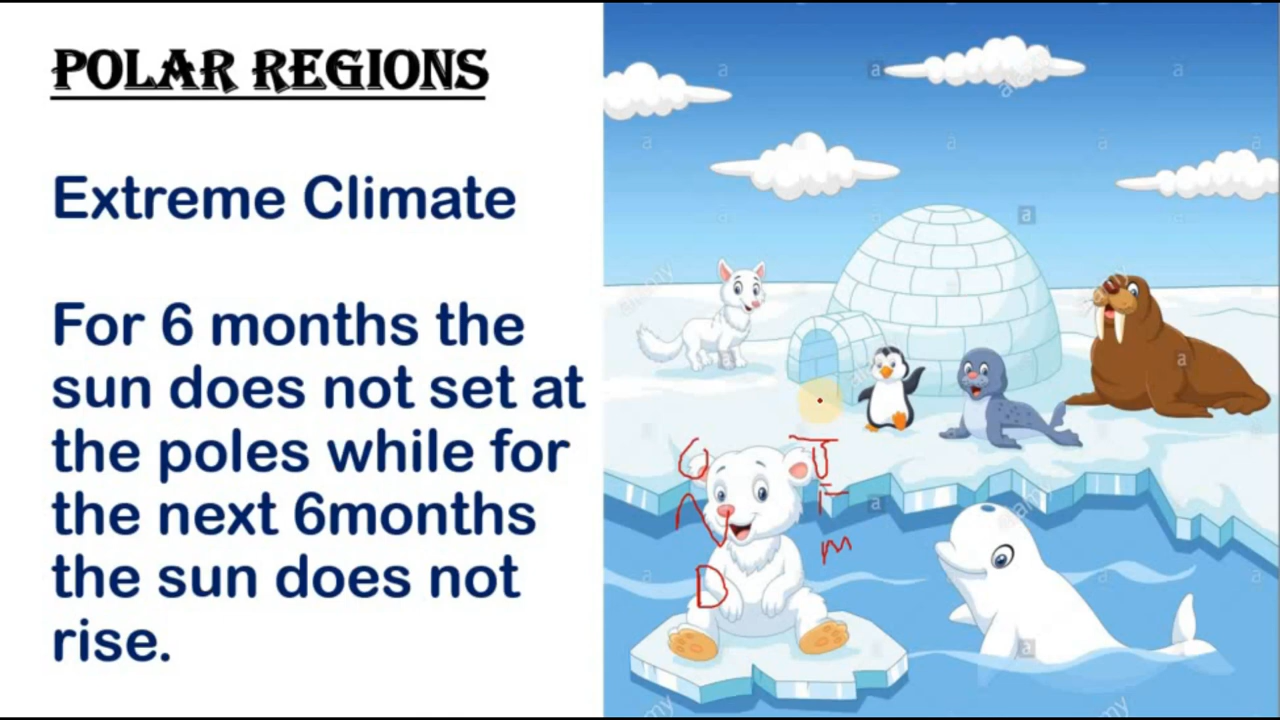 POLAR REGIONS
Extreme Climate
For 6 months the
sun does not set at
the poles while for
the next 6months
the sun does not
rise.
O J
N F
D m